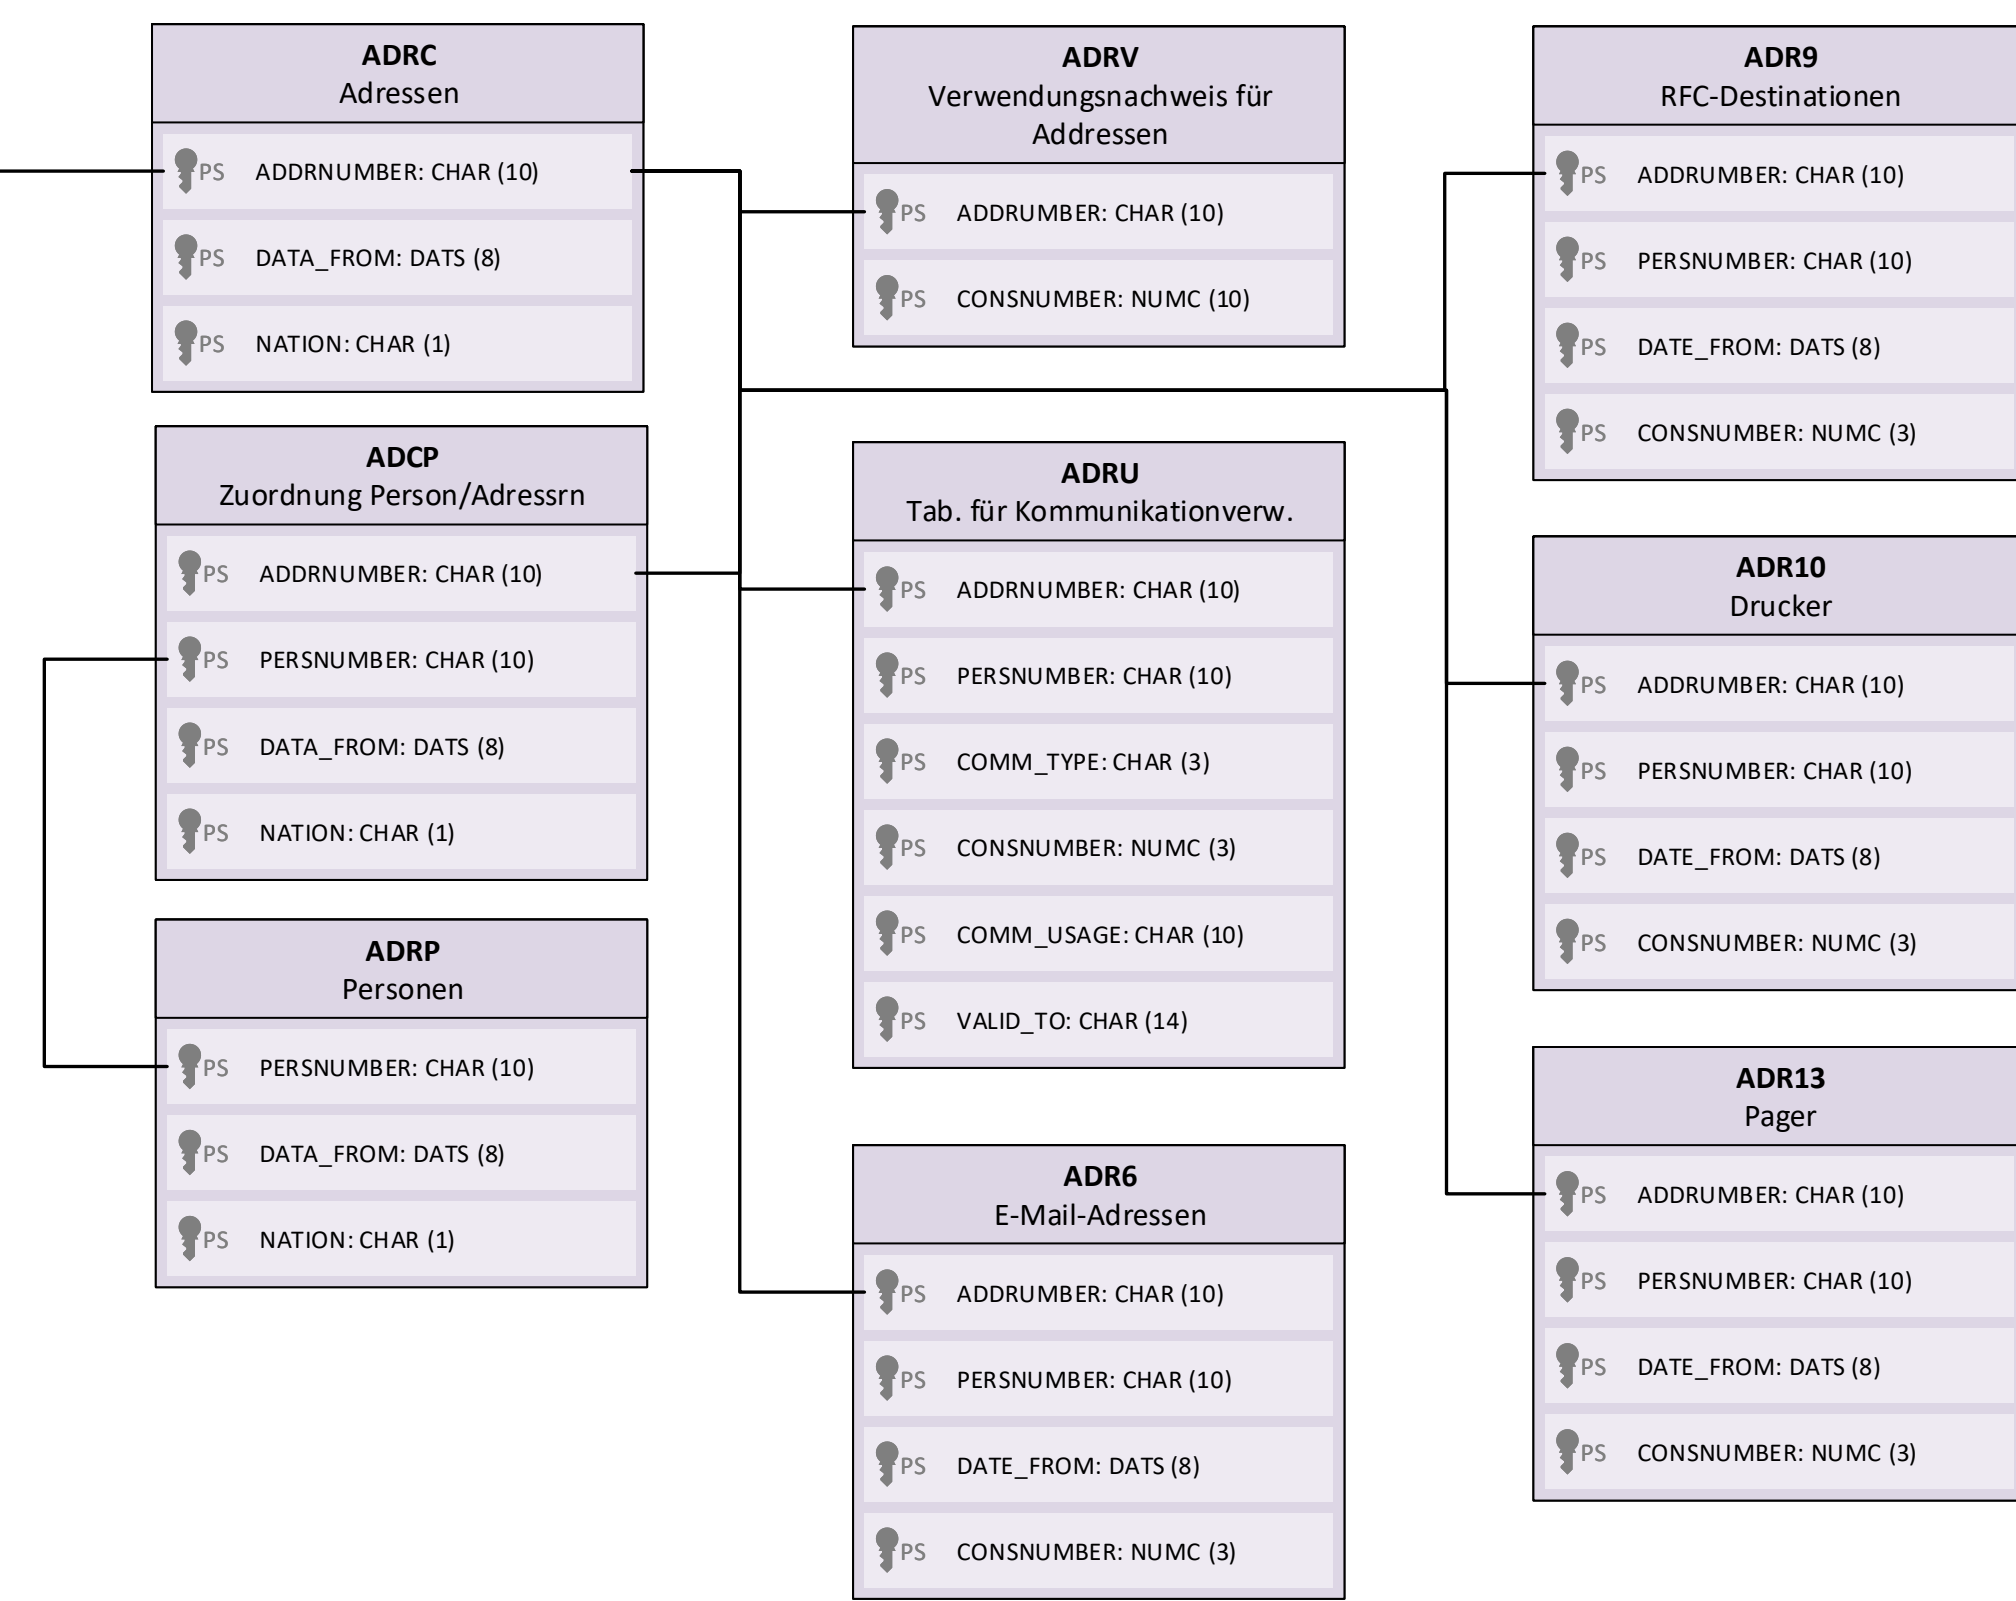 ADRC
Adressen
PS ADDRNUMBER: CHAR (10)
PS DATA_FROM: DATS (8)
PS NATION: CHAR (1)
ADCP
Zuordnung Person/Adressrn
PS ADDRNUMBER: CHAR (10)
PS PERSNUMBER: CHAR (10)
PS DATA_FROM: DATS (8)
PS NATION: CHAR (1)
ADRP
Personen
PS PERSNUMBER: CHAR (10)
PS DATA_FROM: DATS (8)
PS NATION: CHAR (1)
ADRV
Verwendungsnachweis für
Addressen
PS ADDRUMBER: CHAR (10)
PS CONSNUMBER: NUMC (10)
ADRU
Tab. für Kommunikationverw.
PS ADDRNUMBER: CHAR (10)
PS PERSNUMBER: CHAR (10)
PS COMM_TYPE: CHAR (3)
PS CONSNUMBER: NUMC (3)
PS COMM_USAGE: CHAR (10)
PS VALID_TO: CHAR (14)
ADR6
E-Mail-Adressen
PS ADDRUMBER: CHAR (10)
PS PERSNUMBER: CHAR (10)
PS DATE_FROM: DATS (8)
PS CONSNUMBER: NUMC (3)
ADR9
RFC-Destinationen
PS ADDRUMBER: CHAR (10)
PS PERSNUMBER: CHAR (10)
PS DATE_FROM: DATS (8)
PS CONSNUMBER: NUMC (3)
ADR10
Drucker
PS ADDRUMBER: CHAR (10)
PS PERSNUMBER: CHAR (10)
PS DATE_FROM: DATS (8)
PS CONSNUMBER: NUMC (3)
ADR13
Pager
PS ADDRUMBER: CHAR (10)
PS PERSNUMBER: CHAR (10)
PS DATE_FROM: DATS (8)
PS CONSNUMBER: NUMC (3)